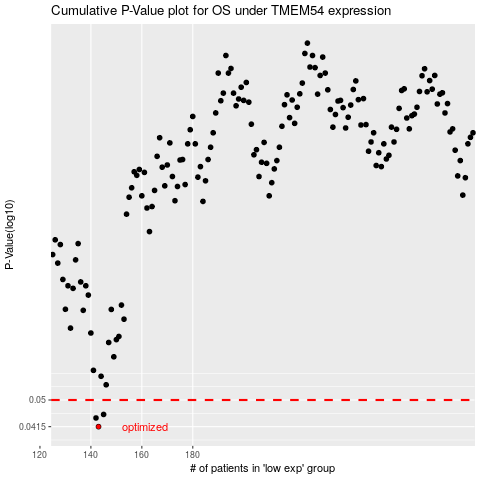 Cumulative P-Value plot for OS under TMEM54 expression
P-Value(log10)
0.05
0.0415
optimized
120 140 160 180
# of patients in 'low exp' group